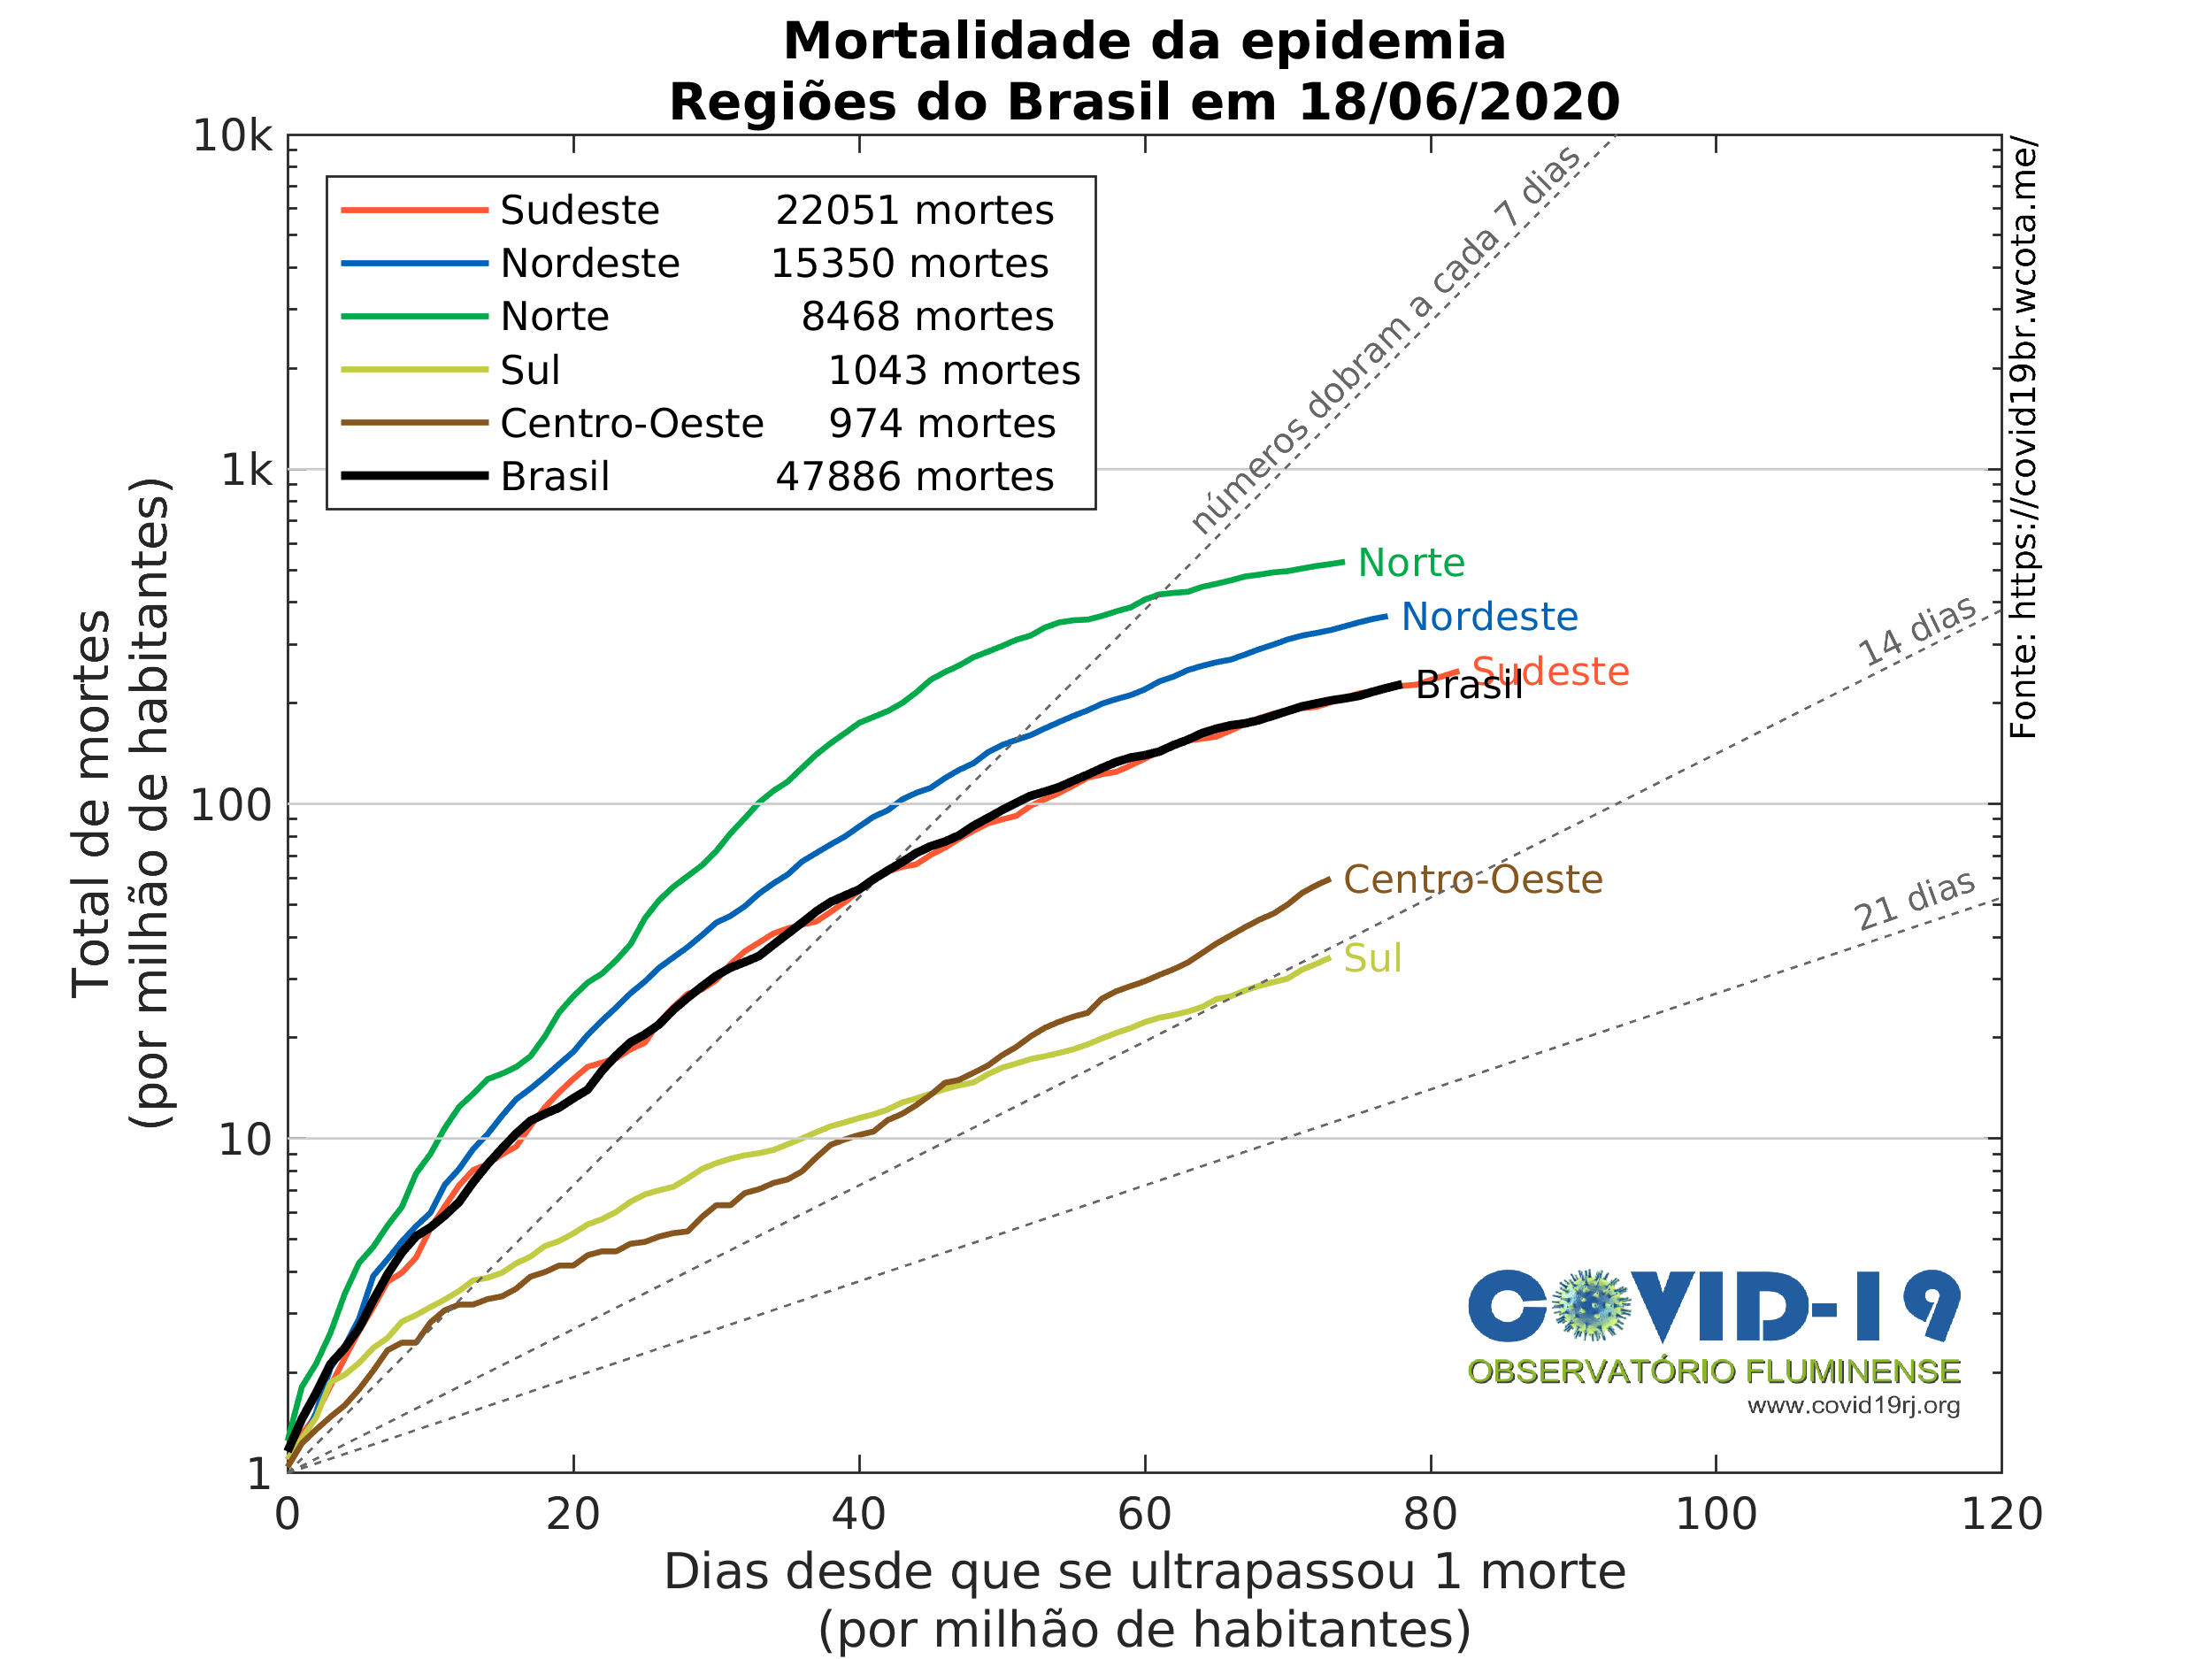 Mortalidade da epidemia
Regiões do Brasil em 18/06/2020
10k
1k
100
10
1
Total de mortes
(por milhão de habitantes)
Sudeste 22051 mortes
Nordeste 15350 mortes
Norte 8468 mortes
Sul 1043 mortes
Centro-Oeste 974 mortes
Brasil 47886 mortes
números dobram a cada 7 dias
14 dias
21 dias
Norte
Nordeste
Sudeste
Brasil
Centro-Oeste
Sul
Fonte: https://covid19br.wcota.me/
COVID-19
OBSERVATÓRIO FLUMINENSE
www.covid19rj.org
0 20 40 60 80 100 120
Dias desde que se ultrapassou 1 morte
(por milhão de habitantes)